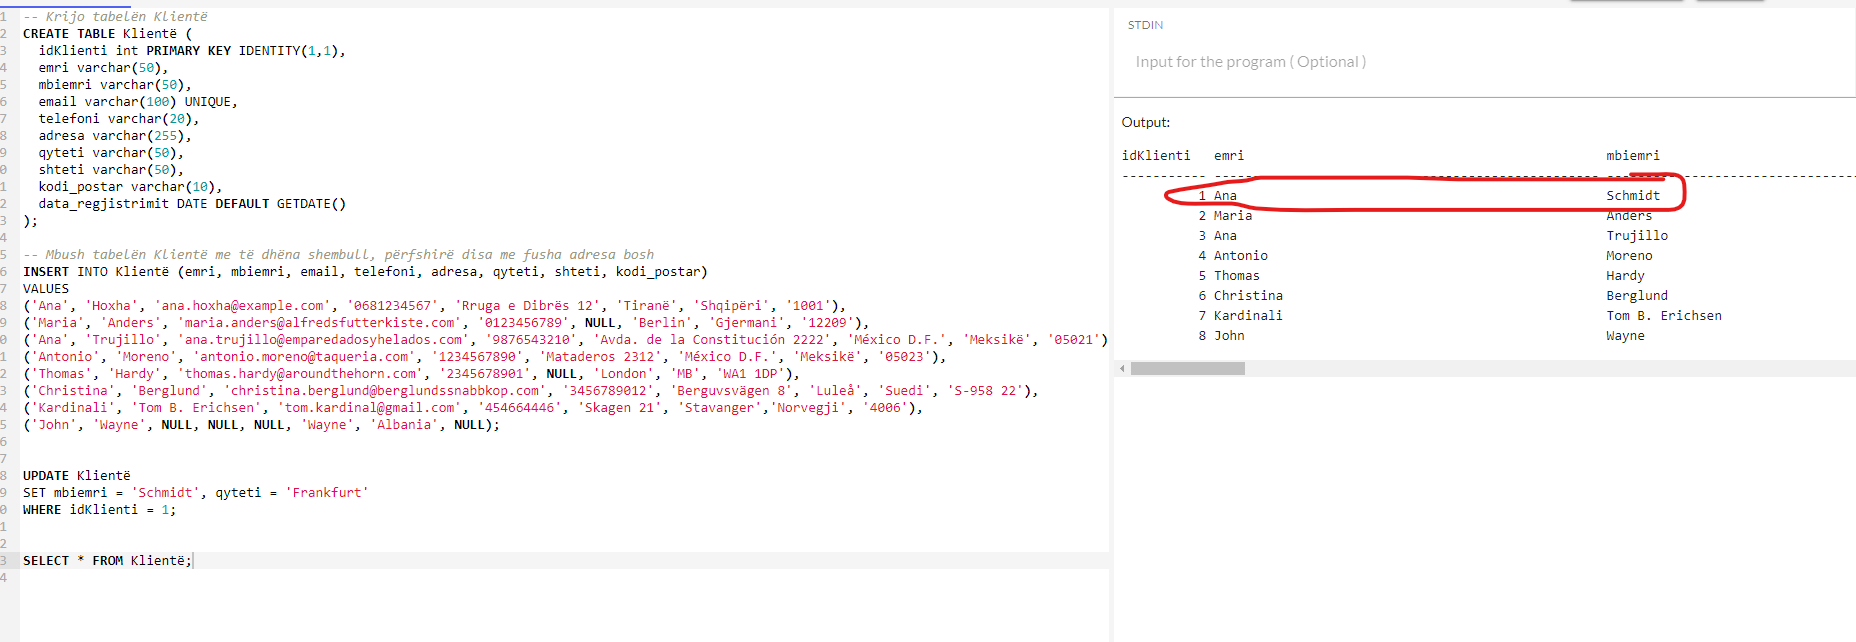 1 -- Krijo tabelën Klientë
2 CREATE TABLE Klientë (
3 idKlienti int PRIMARY KEY IDENTITY(1,1),
4 emri varchar(50),
5 mbiemri varchar(50),
6 email varchar(100) UNIQUE,
7 telefoni varchar(20),
8 adresa varchar(255),
9 qyteti varchar(50),
0 shteti varchar(50),
1 kodi_postar varchar(10),
2 data_regjistrimit DATE DEFAULT GETDATE()
3 );
4
5 -- Mbush tabelën Klientë me të dhëna shembull, përfshirë disa me fusha adresa bosh
6 INSERT INTO Klientë (emri, mbiemri, email, telefoni, adresa, qyteti, shteti, kodi_postar)
7 VALUES
8 ('Ana', 'Hoxha', 'ana.hoxha@example.com', '0681234567', 'Rruga e Dibrës 12', 'Tiranë', 'Shqipëri', '1001'),
9 ('Maria', 'Anders', 'maria.anders@alfredsfutterkiste.com', '0123456789', NULL, 'Berlin', 'Gjermani', '12209'),
0 ('Ana', 'Trujillo', 'ana.trujillo@emparedadosyhelados.com', '9876543210', 'Avda. de la Constitución 2222', 'México D.F.', 'Meksikë', '05021')
1 ('Antonio', 'Moreno', 'antonio.moreno@taqueria.com', '1234567890', 'Mataderos 2312', 'México D.F.', 'Meksikë', '05023'),
2 ('Thomas', 'Hardy', 'thomas.hardy@aroundthehorn.com', '2345678901', NULL, 'London', 'MB', 'WA1 1DP'),
3 ('Christina', 'Berglund', 'christina.berglund@berglundssnabbkop.com', '3456789012', 'Berguvsvägen 8', 'Luleå', 'Suedi', 'S-958 22'),
4 ('Kardinali', 'Tom B. Erichsen', 'tom.kardinal@gmail.com', '454664446', 'Skagen 21', 'Stavanger','Norvegji', '4006'),
5 ('John', 'Wayne', NULL, NULL, NULL, 'Wayne', 'Albania', NULL);
6
7
8 UPDATE Klientë
9 SET mbiemri = 'Schmidt', qyteti = 'Frankfurt'
0 WHERE idKlienti = 1;
1
2
3 SELECT * FROM Klientë;
4
STDIN
Input for the program ( Optional )
Output:
idKlienti emri mbiemri
1 Ana Schmidt
2 Maria Anders
3 Ana Trujillo
4 Antonio Moreno
5 Thomas Hardy
6 Christina Berglund
7 Kardinali Tom B. Erichsen
8 John Wayne